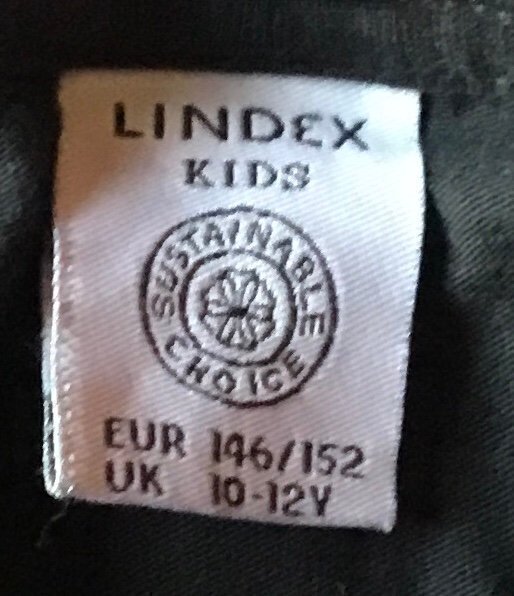 LINDEX
KIDS
SUSTAINABLE
CHOICE
EUR 146/152
UK 10-12Y